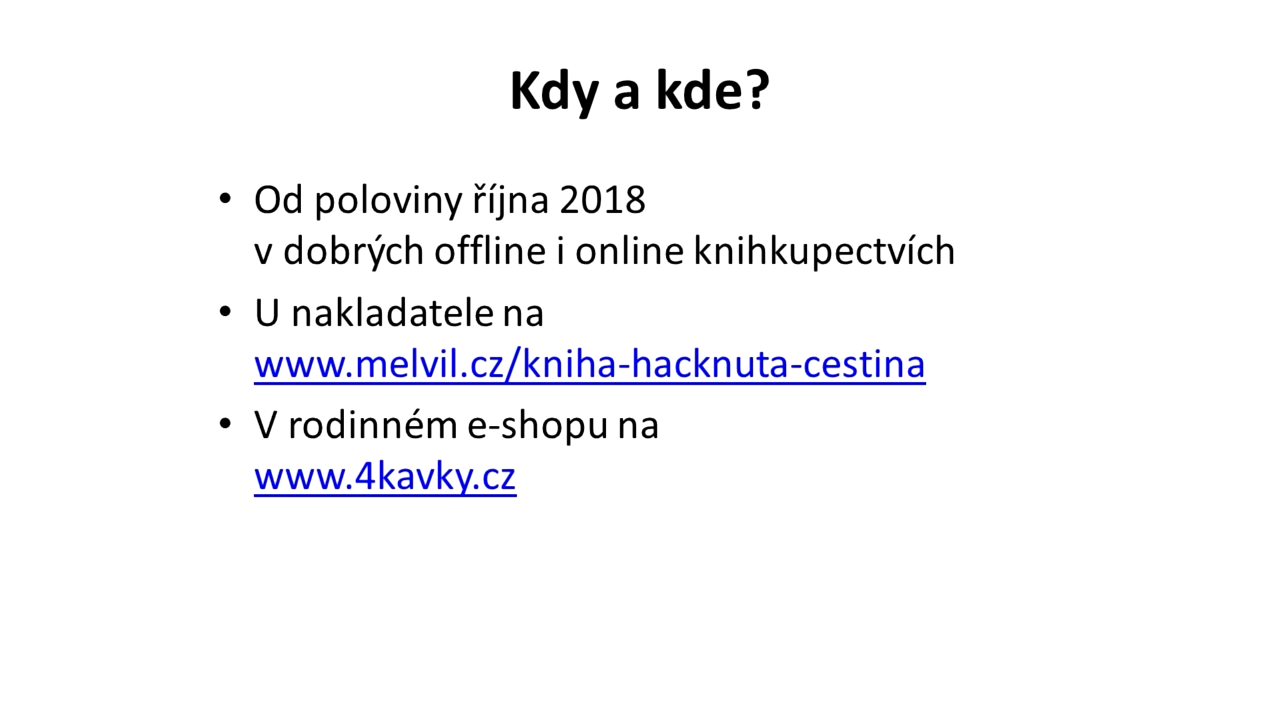 Kdy a kde?
• Od poloviny října 2018
v dobrých offline i online knihkupectvích
• U nakladatele na
www.melvil.cz/kniha-hacknuta-cestina
• V rodinném e-shopu na
www.4kavky.cz